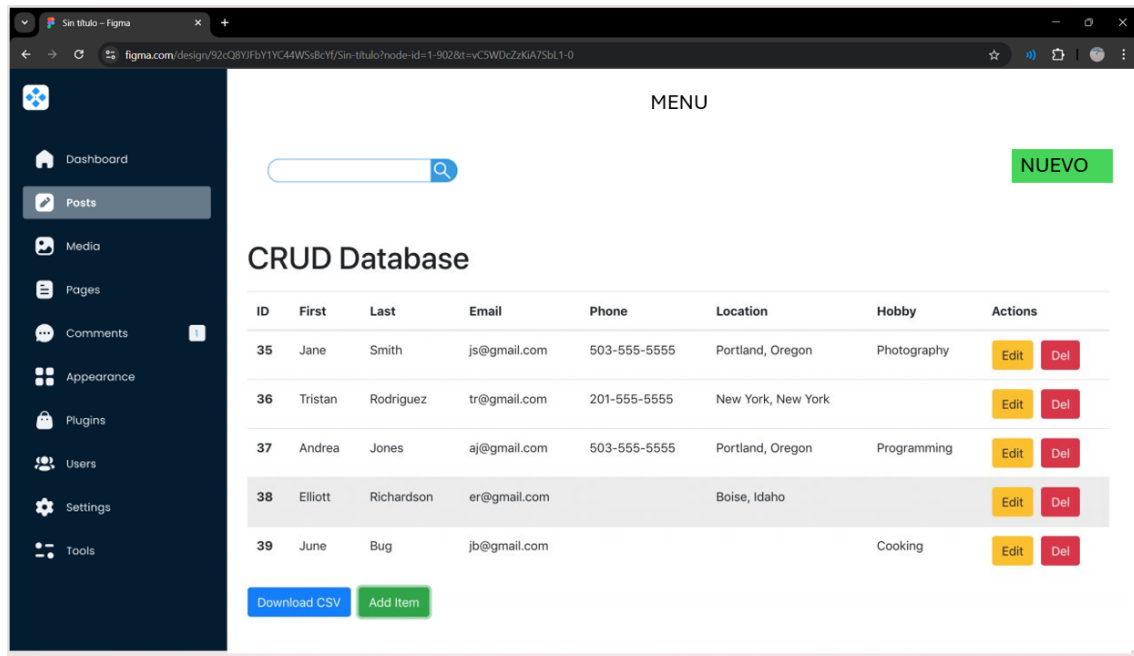 Sin título – Figma
figma.com/design/92cQ8YJFbY1YC44WSsBcYf/Sin-título?node-id=1-902&t=vC5WDcZzKiA7SbL1-0
MENU
Dashboard
NUEVO
Posts
Media
Pages
Comments 1
Appearance
Plugins
Users
Settings
Tools
CRUD Database
ID First Last Email Phone Location Hobby Actions
35 Jane Smith js@gmail.com 503-555-5555 Portland, Oregon Photography Edit Del
36 Tristan Rodriguez tr@gmail.com 201-555-5555 New York, New York Edit Del
37 Andrea Jones aj@gmail.com 503-555-5555 Portland, Oregon Programming Edit Del
38 Elliott Richardson er@gmail.com Boise, Idaho Edit Del
39 June Bug jb@gmail.com Cooking Edit Del
Download CSV Add Item